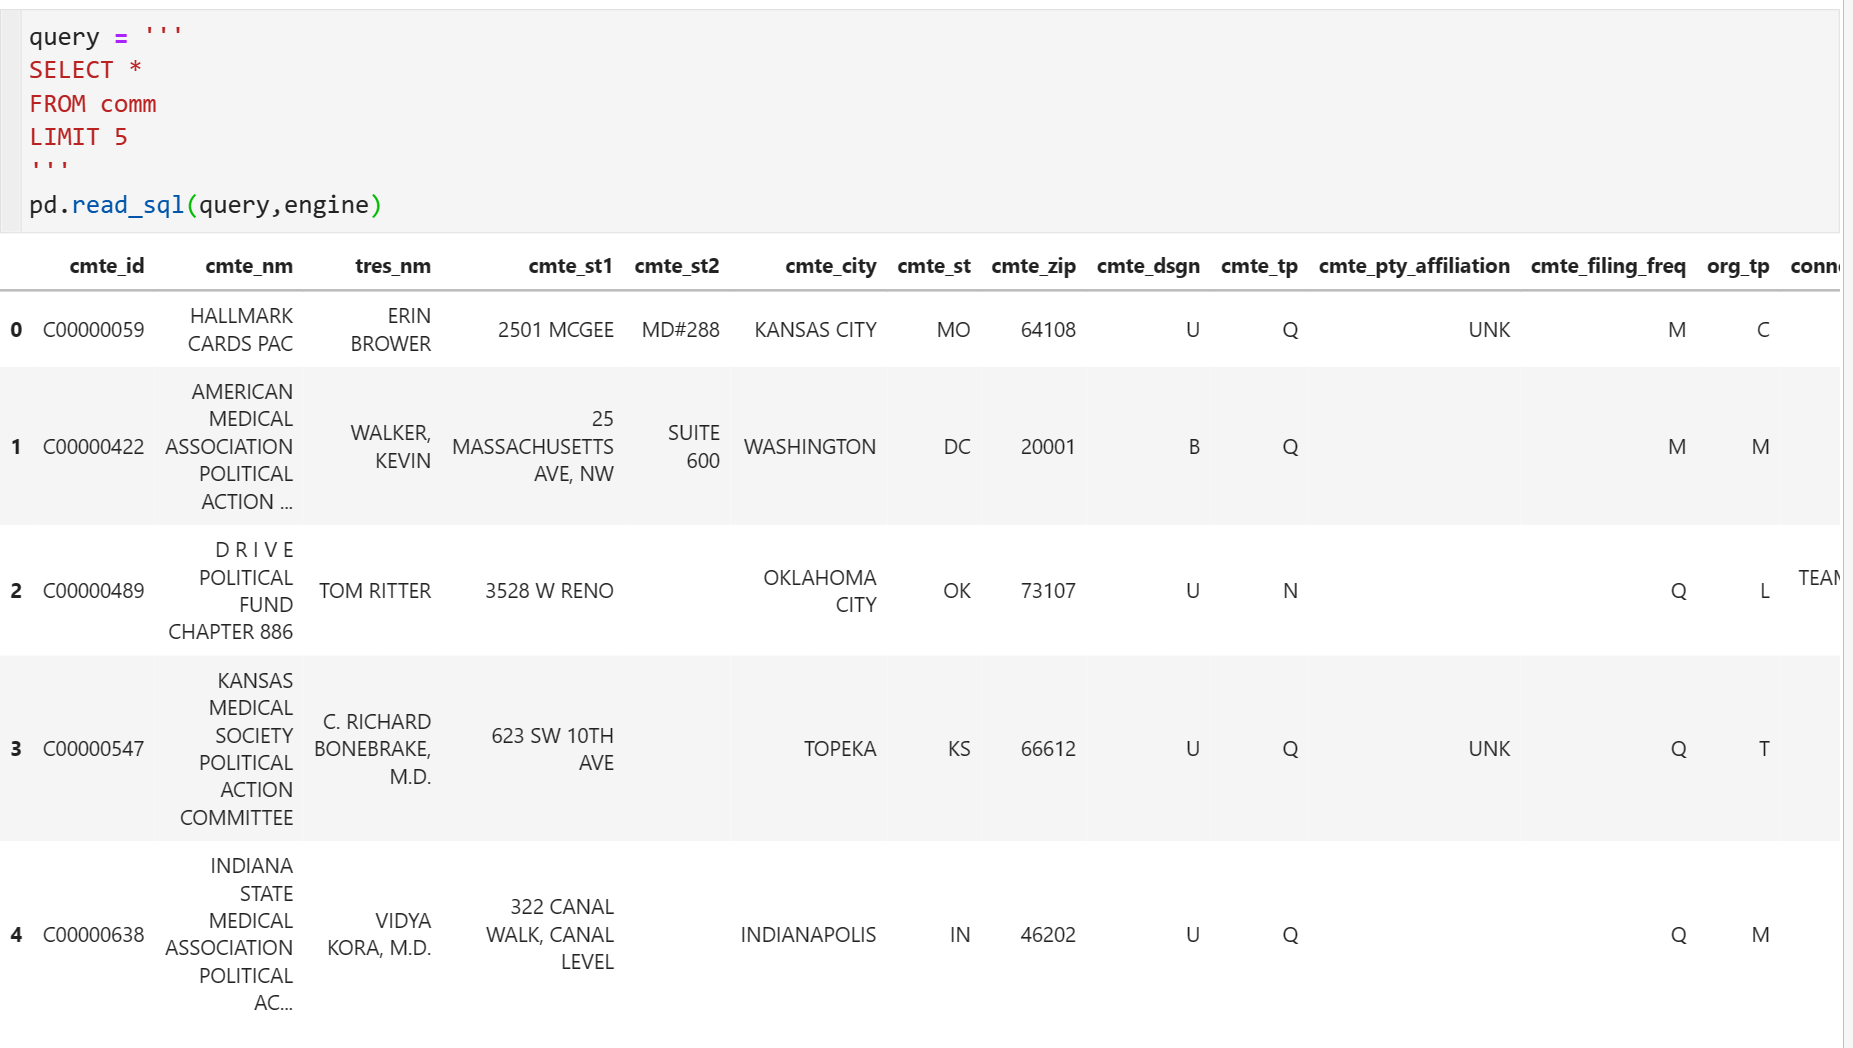 query = '''
SELECT *
FROM comm
LIMIT 5
'''
pd.read_sql(query,engine)
cmte_id cmte_nm tres_nm cmte_st1 cmte_st2 cmte_city cmte_st cmte_zip cmte_dsgn cmte_tp cmte_pty_affiliation cmte_filing_freq org_tp
0 C00000059 HALLMARK CARDS PAC ERIN BROWER 2501 MCGEE MD#288 KANSAS CITY MO 64108 U Q UNK M C
1 C00000422 AMERICAN MEDICAL ASSOCIATION POLITICAL ACTION ... WALKER, KEVIN 25 MASSACHUSETTS AVE, NW SUITE 600 WASHINGTON DC 20001 B Q M M
2 C00000489 D R I V E POLITICAL FUND CHAPTER 886 TOM RITTER 3528 W RENO OKLAHOMA CITY OK 73107 U N Q L
3 C00000547 KANSAS MEDICAL SOCIETY POLITICAL ACTION COMMITTEE C. RICHARD BONEBRAKE, M.D. 623 SW 10TH AVE TOPEKA KS 66612 U Q UNK Q T
4 C00000638 INDIANA STATE MEDICAL ASSOCIATION POLITICAL AC... VIDYA KORA, M.D. 322 CANAL WALK, CANAL LEVEL INDIANAPOLIS IN 46202 U Q Q M